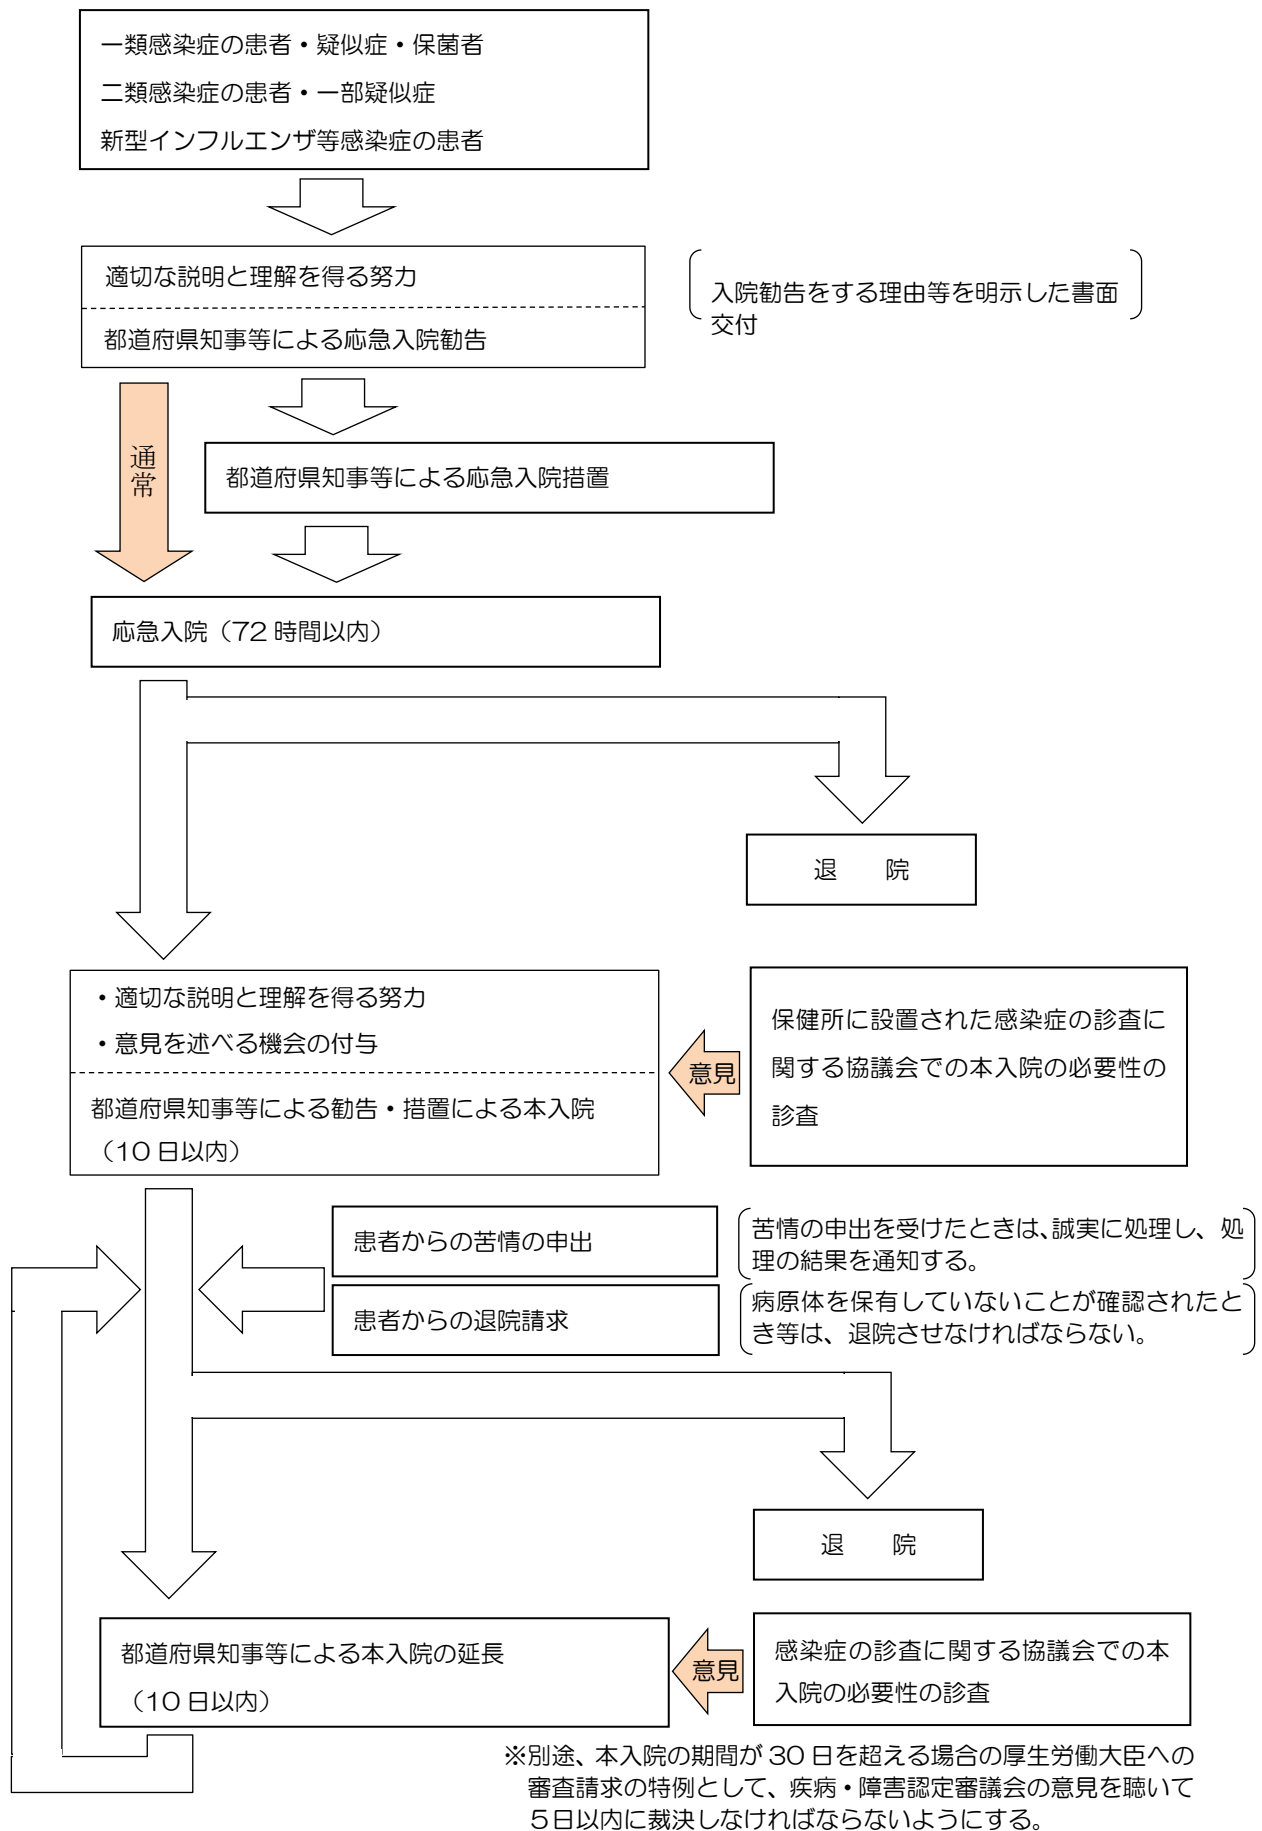 一類感染症の患者・疑似症・保菌者
二類感染症の患者・一部疑似症
新型インフルエンザ等感染症の患者
適切な説明と理解を得る努力
都道府県知事等による応急入院勧告
入院勧告をする理由等を明示した書面
交付
通常
都道府県知事等による応急入院措置
応急入院（72 時間以内）
退　　院
・適切な説明と理解を得る努力
・意見を述べる機会の付与
都道府県知事等による勧告・措置による本入院
（10 日以内）
意見
保健所に設置された感染症の診査に
関する協議会での本入院の必要性の
診査
患者からの苦情の申出
苦情の申出を受けたときは、誠実に処理し、処
理の結果を通知する。
患者からの退院請求
病原体を保有していないことが確認されたと
き等は、退院させなければならない。
退　　院
都道府県知事等による本入院の延長
（10 日以内）
意見
感染症の診査に関する協議会での本
入院の必要性の診査
※別途、本入院の期間が 30 日を超える場合の厚生労働大臣への
審査請求の特例として、疾病・障害認定審議会の意見を聴いて
５日以内に裁決しなければならないようにする。